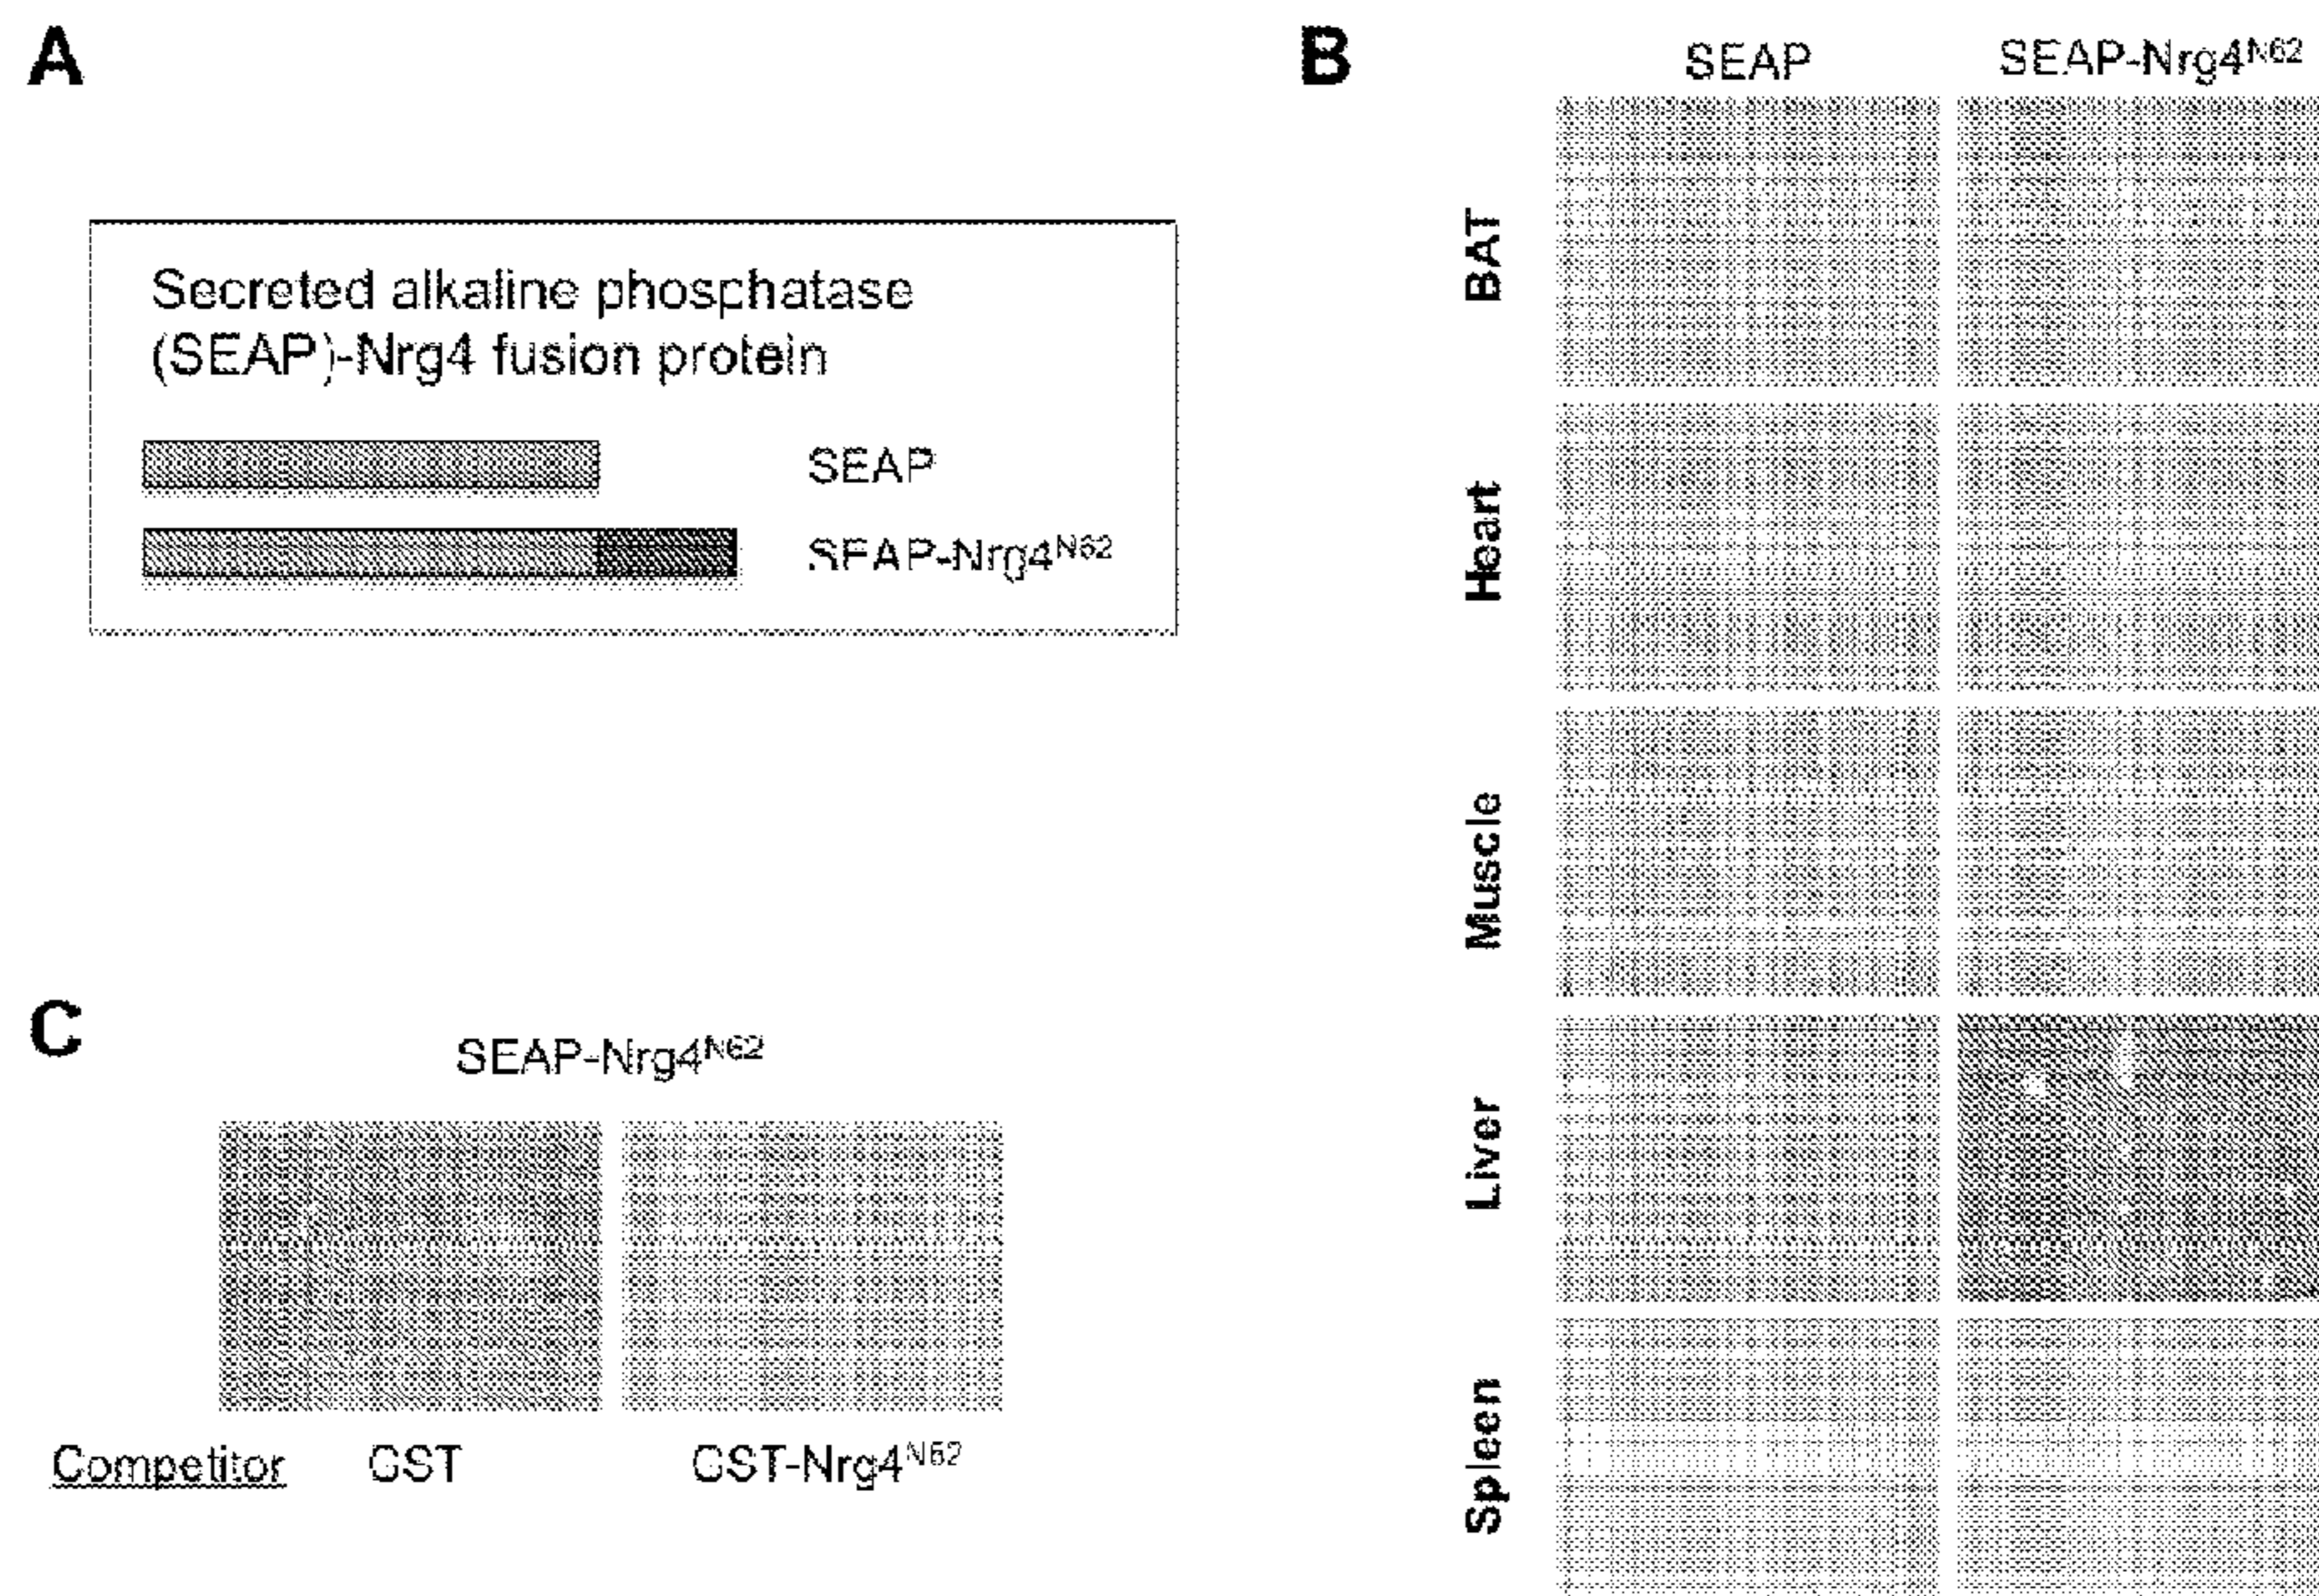 A
Secreted alkaline phosphatase
(SEAP)-Nrg4 fusion protein
SEAP
SEAP-Nrg4N62
B
SEAP SEAP-Nrg4N62
BAT
Heart
Muscle
Liver
Spleen
C
SEAP-Nrg4N62
Competitor GST GST-Nrg4N62